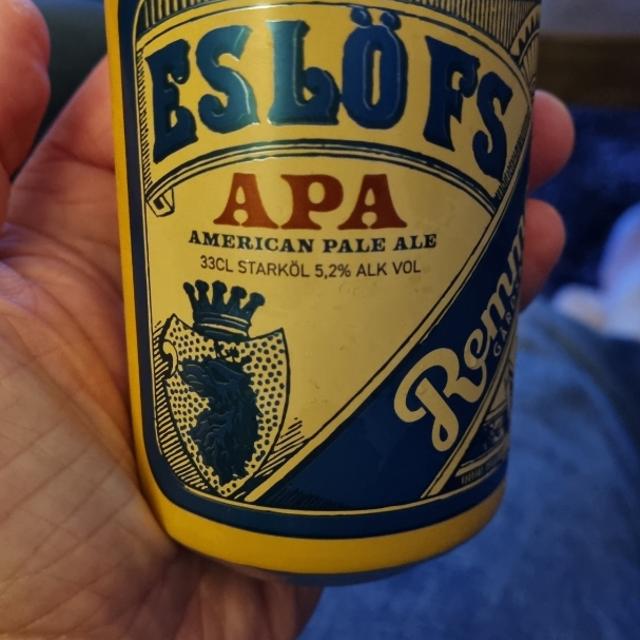 ESLÖFS
APA
AMERICAN PALE ALE
33CL STARKÖL 5,2% ALK VOL